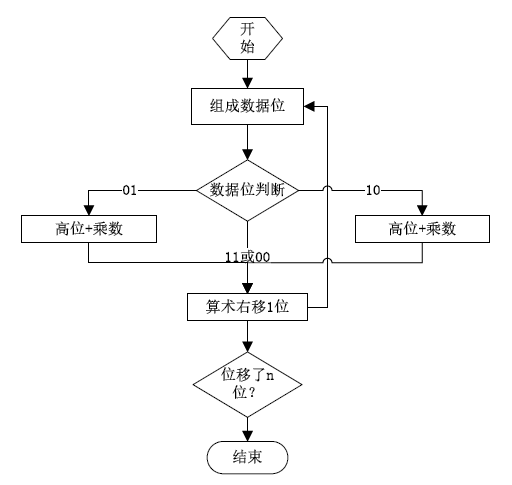 开
始
组成数据位
01
数据位判断
10
高位+乘数
高位+乘数
11或00
算术右移1位
位移了n
位?
结束